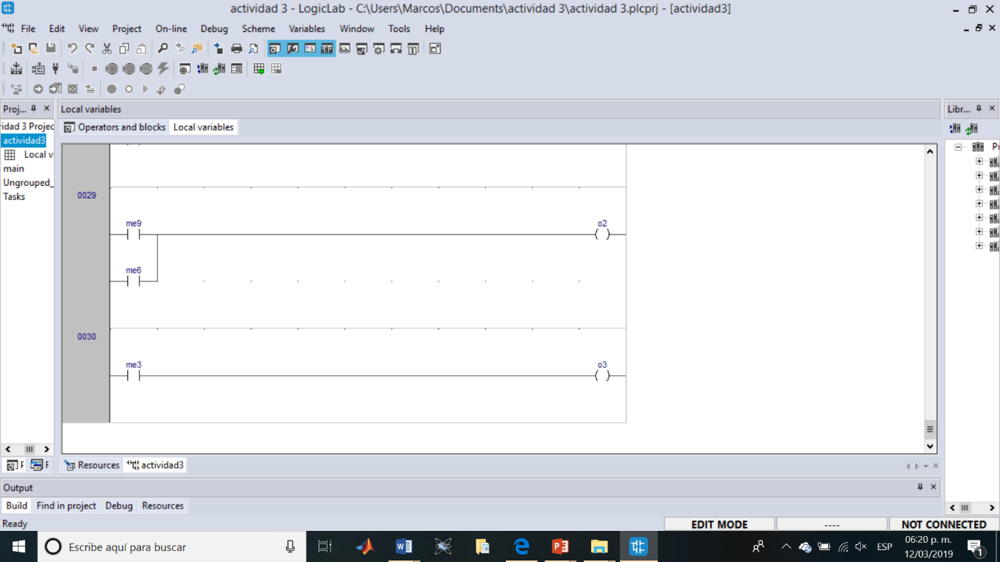 actividad 3 - LogicLab - C:\Users\Marcos\Documents\actividad 3\actividad 3.plcprj - [actividad3]
File Edit View Project On-line Debug Scheme Variables Window Tools Help
Proj...
Local variables
Libr...
idad 3 Projec
Operators and blocks Local variables
actividad3
Local v
main
Ungrouped_
Tasks
0029
me9
o2
me6
0030
me3
o3
Resources actividad3
Output
Build Find in project Debug Resources
Ready
EDIT MODE ---- NOT CONNECTED
Escribe aquí para buscar
ESP
06:20 p. m.
12/03/2019
1